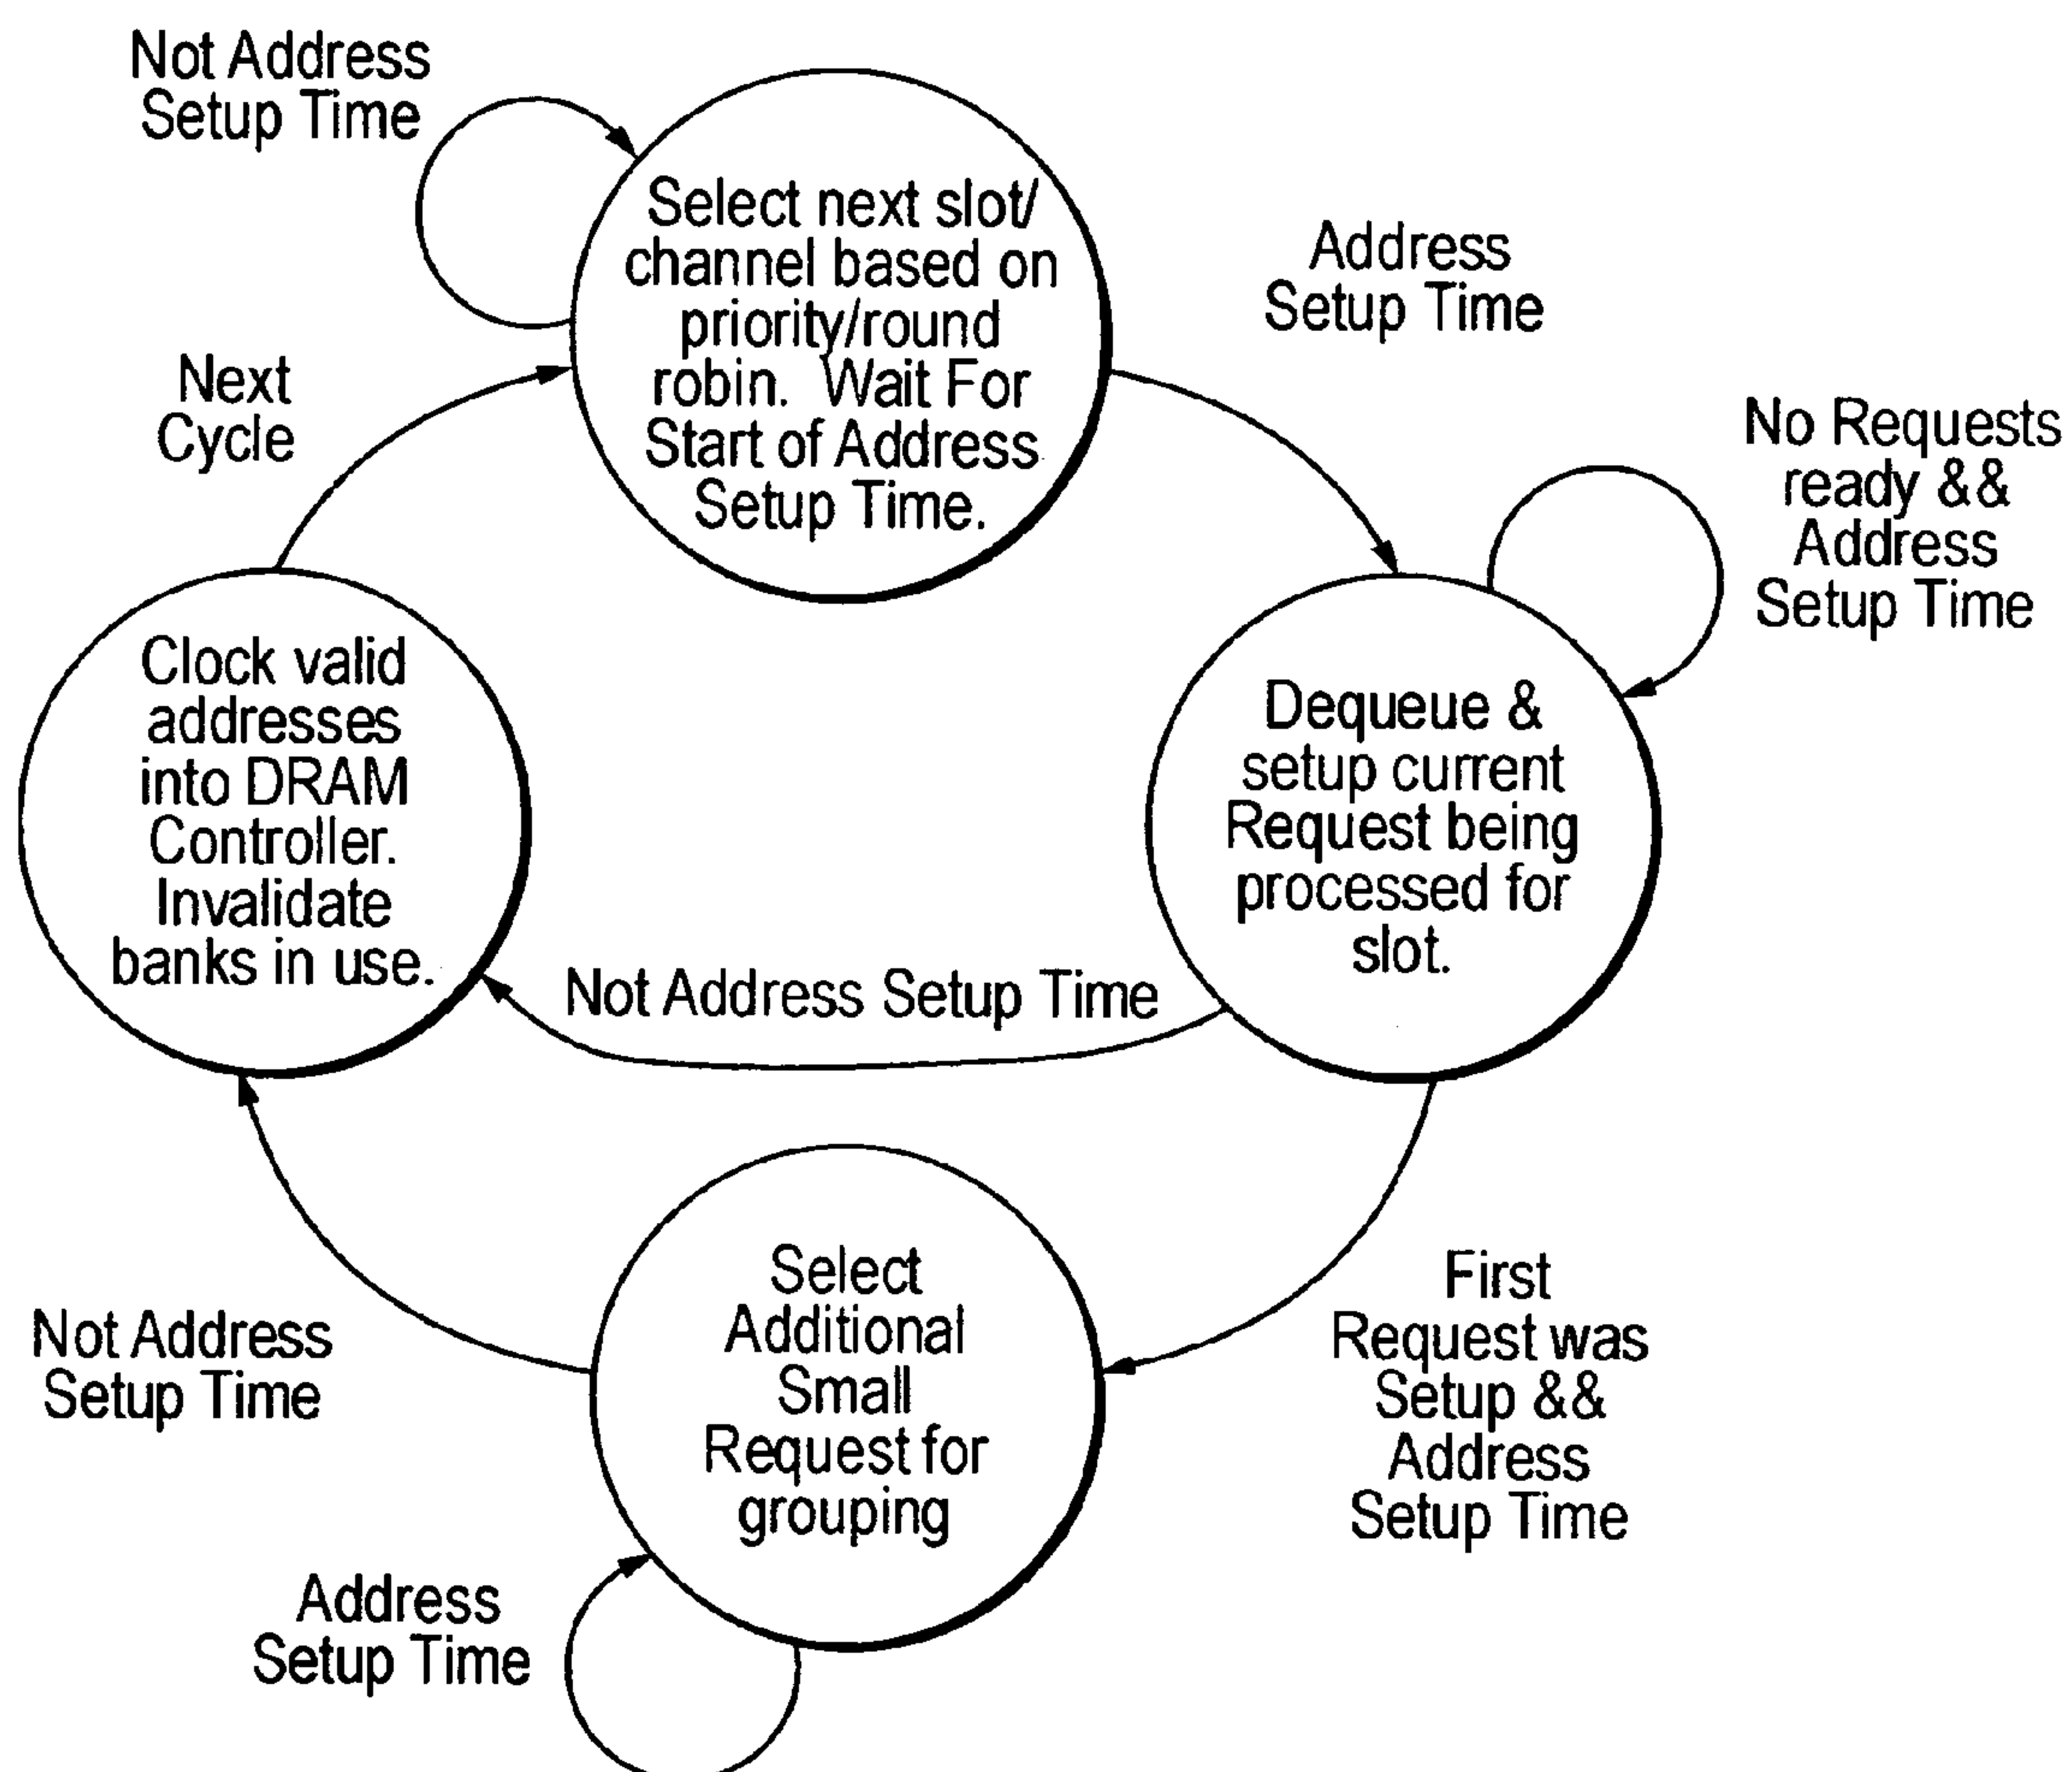 Not Address
Setup Time
Select next slot/
channel based on
priority/round
robin. Wait For
Start of Address
Setup Time.
Address
Setup Time
Next
Cycle
No Requests
ready &&
Address
Setup Time
Clock valid
addresses
into DRAM
Controller.
Invalidate
banks in use.
Dequeue &
setup current
Request being
processed for
slot.
Not Address Setup Time
Select
Additional
Small
Request for
grouping
First
Request was
Setup &&
Address
Setup Time
Not Address
Setup Time
Address
Setup Time